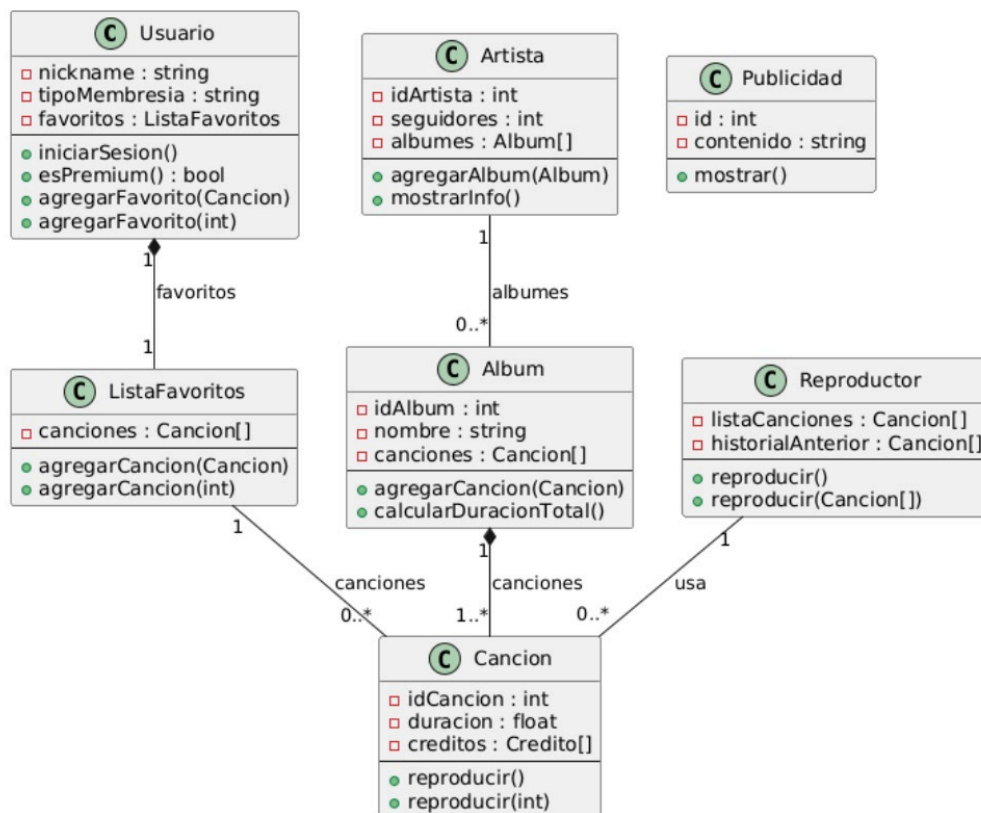 C Usuario
nickname : string
tipoMembresia : string
favoritos : ListaFavoritos
iniciarSesion()
esPremium() : bool
agregarFavorito(Cancion)
agregarFavorito(int)
C Artista
idArtista : int
seguidores : int
albumes : Album[]
agregarAlbum(Album)
mostrarInfo()
C Publicidad
id : int
contenido : string
mostrar()
1
favoritos
1
1
albumes
0..*
C ListaFavoritos
canciones : Cancion[]
agregarCancion(Cancion)
agregarCancion(int)
C Album
idAlbum : int
nombre : string
canciones : Cancion[]
agregarCancion(Cancion)
calcularDuracionTotal()
C Reproductor
listaCanciones : Cancion[]
historialAnterior : Cancion[]
reproducir()
reproducir(Cancion[])
1
canciones
0..*
1
canciones
1..*
1
usa
0..*
C Cancion
idCancion : int
duracion : float
creditos : Credito[]
reproducir()
reproducir(int)